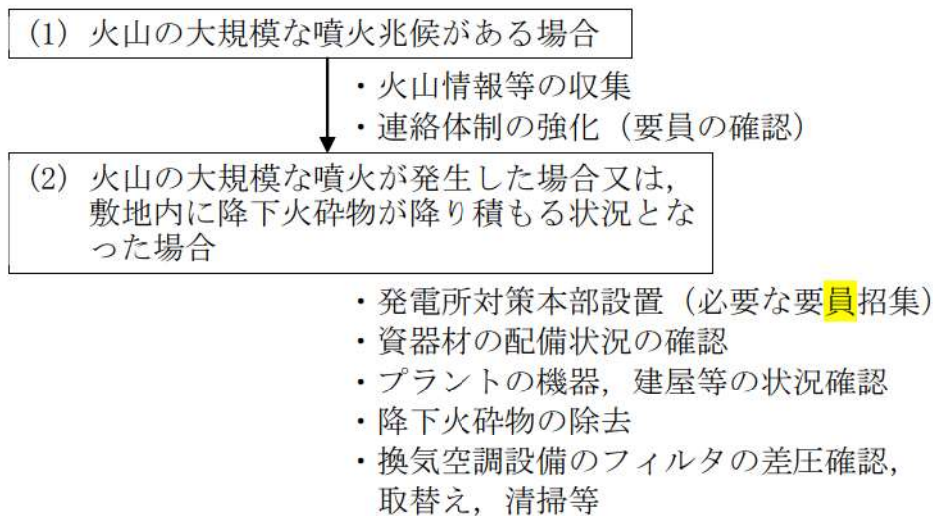 (1) 火山の大規模な噴火兆候がある場合
・火山情報等の収集
・連絡体制の強化（要員の確認）
(2) 火山の大規模な噴火が発生した場合又は，
敷地内に降下火砕物が降り積もる状況とな
った場合
・発電所対策本部設置（必要な要員招集）
・資器材の配備状況の確認
・プラントの機器，建屋等の状況確認
・降下火砕物の除去
・換気空調設備のフィルタの差圧確認，
取替え，清掃等